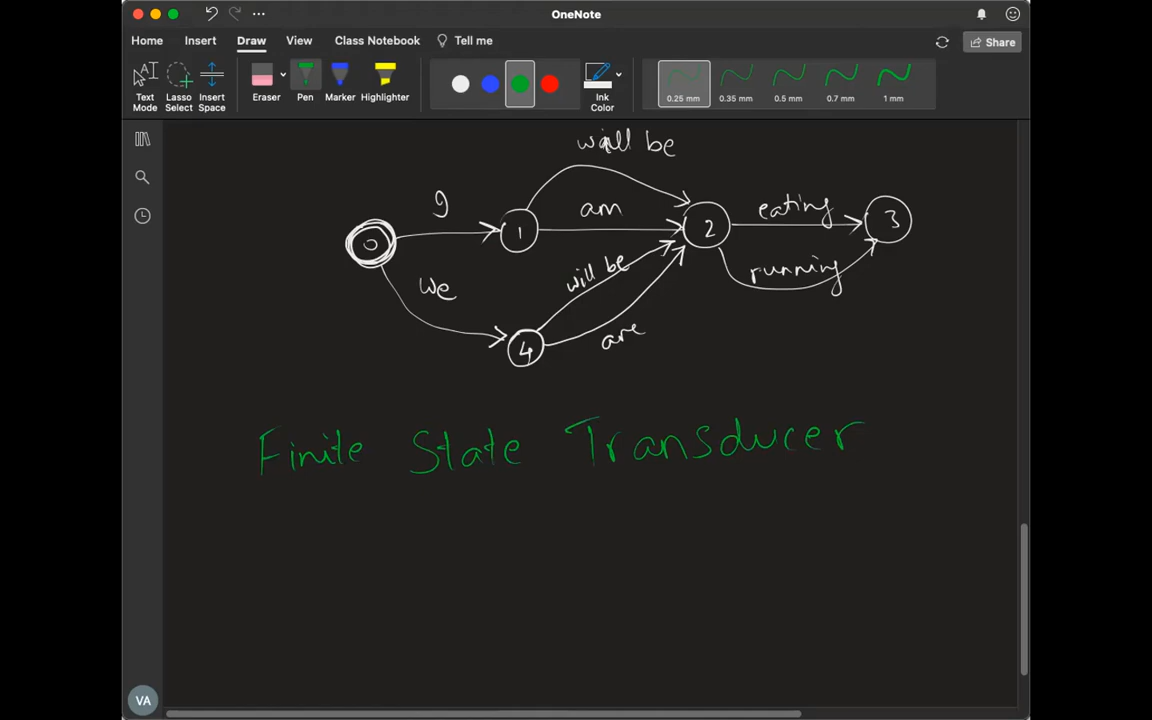 OneNote
Home Insert Draw View Class Notebook Tell me
Share
Text Mode
Lasso Select
Insert Space
Eraser
Pen
Marker
Highlighter
Ink Color
0.25 mm
0.35 mm
0.5 mm
0.7 mm
1 mm
will be
I
am
eating
0
1
2
3
will be
running
we
are
4
Finite State Transducer
VA